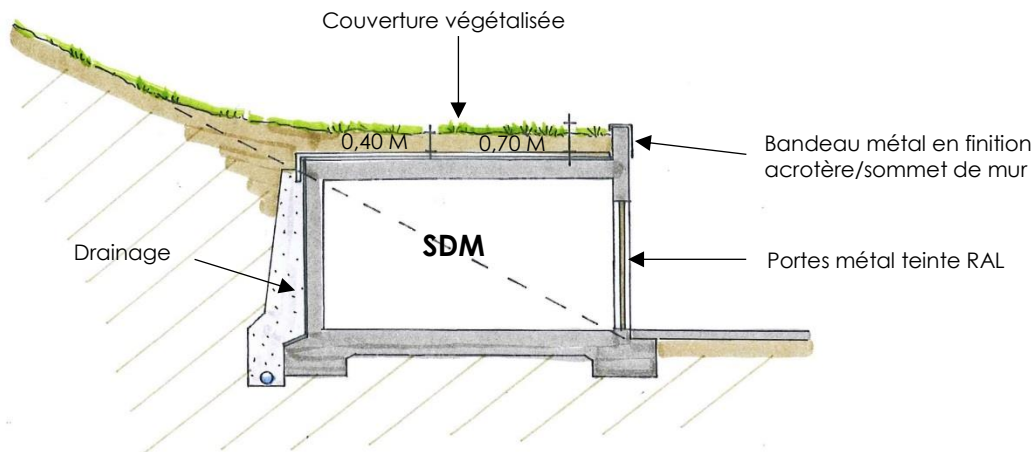 Couverture végétalisée
0,40 M
0,70 M
Bandeau métal en finition
acrotère/sommet de mur
SDM
Drainage
Portes métal teinte RAL